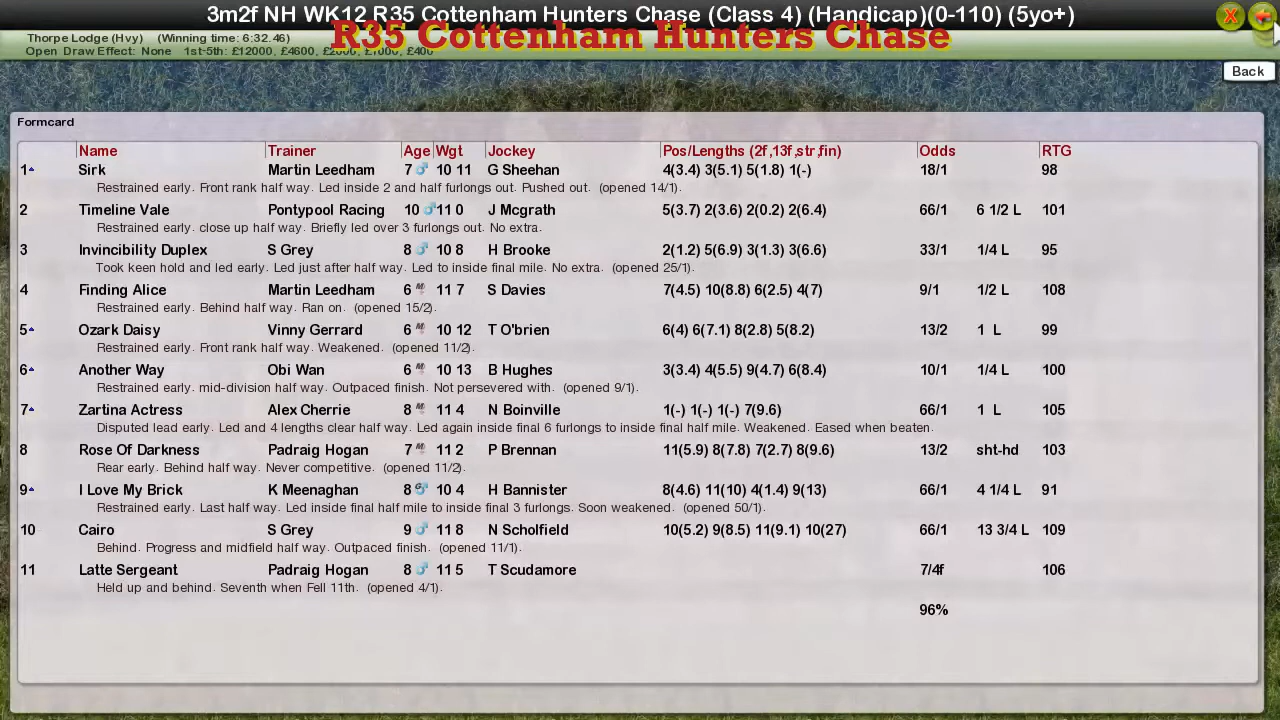 3m2f NH WK12 R35 Cottenham Hunters Chase (Class 4) (Handicap)(0-110) (5yo+)
R35 Cottenham Hunters Chase
Thorpe Lodge (Hvy) (Winning time: 6:32.46)
Open Draw Effect: None 1st-5th: £12000, £4600, £2000, £1000, £400
Back
Formcard
Name Trainer Age Wgt Jockey Pos/Lengths (2f,13f,str,fin) Odds RTG
1 Sirk Martin Leedham 7 10 11 G Sheehan 4(3.4) 3(5.1) 5(1.8) 1(-) 18/1 98
Restrained early. Front rank half way. Led inside 2 and half furlongs out. Pushed out. (opened 14/1).
2 Timeline Vale Pontypool Racing 10 11 0 J Mcgrath 5(3.7) 2(3.6) 2(0.2) 2(6.4) 66/1 6 1/2 L 101
Restrained early. close up half way. Briefly led over 3 furlongs out. No extra.
3 Invincibility Duplex S Grey 8 10 8 H Brooke 2(1.2) 5(6.9) 3(1.3) 3(6.6) 33/1 1/4 L 95
Took keen hold and led early. Led just after half way. Led to inside final mile. No extra. (opened 25/1).
4 Finding Alice Martin Leedham 6 11 7 S Davies 7(4.5) 10(8.8) 6(2.5) 4(7) 9/1 1/2 L 108
Restrained early. Behind half way. Ran on. (opened 15/2).
5 Ozark Daisy Vinny Gerrard 6 10 12 T O'brien 6(4) 6(7.1) 8(2.8) 5(8.2) 13/2 1 L 99
Restrained early. Front rank half way. Weakened. (opened 11/2).
6 Another Way Obi Wan 6 10 13 B Hughes 3(3.4) 4(5.5) 9(4.7) 6(8.4) 10/1 1/4 L 100
Restrained early. mid-division half way. Outpaced finish. Not persevered with. (opened 9/1).
7 Zartina Actress Alex Cherrie 8 11 4 N Boinville 1(-) 1(-) 1(-) 7(9.6) 66/1 1 L 105
Disputed lead early. Led and 4 lengths clear half way. Led again inside final 6 furlongs to inside final half mile. Weakened. Eased when beaten.
8 Rose Of Darkness Padraig Hogan 7 11 2 P Brennan 11(5.9) 8(7.8) 7(2.7) 8(9.6) 13/2 sht-hd 103
Rear early. Behind half way. Never competitive. (opened 11/2).
9 I Love My Brick K Meenaghan 8 10 4 H Bannister 8(4.6) 11(10) 4(1.4) 9(13) 66/1 4 1/4 L 91
Restrained early. Last half way. Led inside final half mile to inside final 3 furlongs. Soon weakened. (opened 50/1).
10 Cairo S Grey 9 11 8 N Scholfield 10(5.2) 9(8.5) 11(9.1) 10(27) 66/1 13 3/4 L 109
Behind. Progress and midfield half way. Outpaced finish. (opened 11/1).
11 Latte Sergeant Padraig Hogan 8 11 5 T Scudamore 7/4f 106
Held up and behind. Seventh when Fell 11th. (opened 4/1).
96%